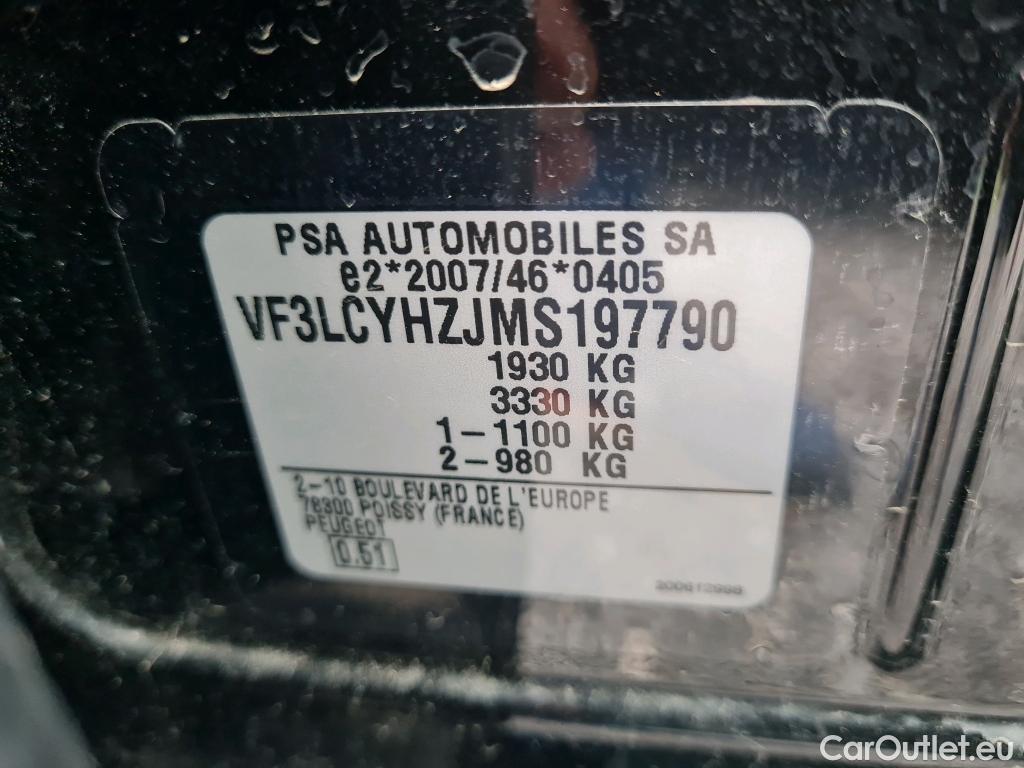 PSA AUTOMOBILES SA
e2*2007/46*0405
VF3LCYHZJMS197790
1930 KG
3330 KG
1-1100 KG
2-980 KG
2-10 BOULEVARD DE L'EUROPE
78300 POISSY (FRANCE)
PEUGEOT
0.51
CarOutlet.eu